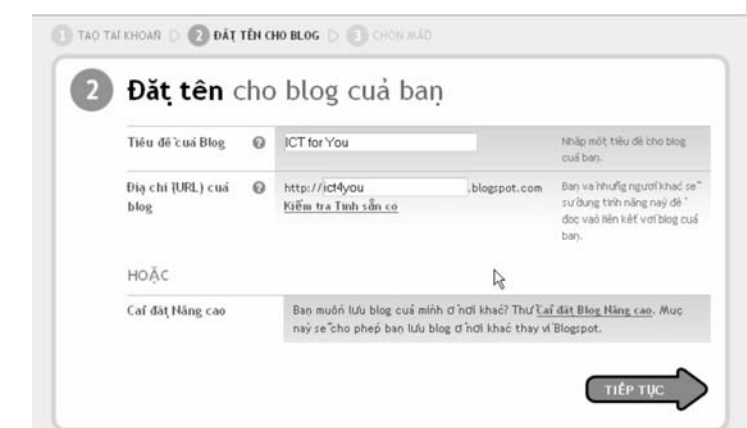 1 TẠO TÀI KHOẢN 2 ĐẶT TÊN CHO BLOG 3 CHỌN MẪU
2 Đặt tên cho blog của bạn
Tiêu đề của Blog ICT for You Nhập một tiêu đề cho blog
của bạn.
Địa chỉ (URL) của http://ict4you.blogspot.com Bạn và những người khác sẽ
blog Kiểm tra Tính sẵn có sử dụng tính năng này để
đọc và o liên kết với blog của
bạn.
HOẶC
Cài đặt Nâng cao Bạn muốn lưu blog của mình ở nơi khác? Thử Cài đặt Blog Nâng cao. Mục
này sẽ cho phép bạn lưu blog ở nơi khác thay vì Blogspot.
TIẾP TỤC